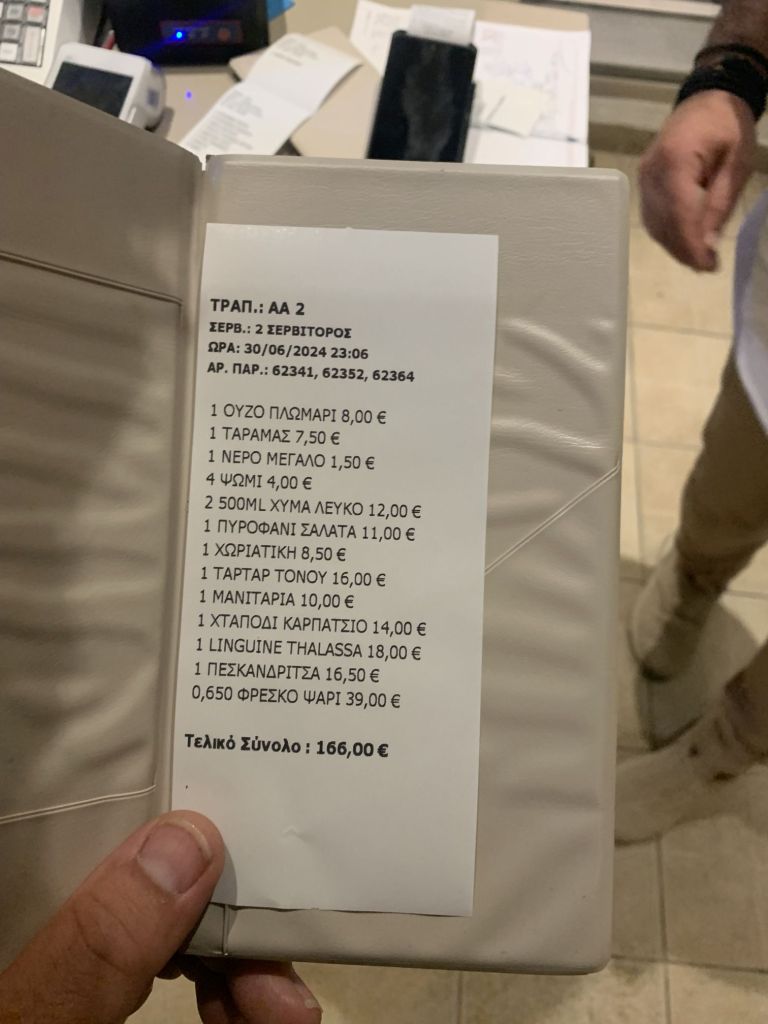 ΤΡΑΠ.: ΑΑ 2
ΣΕΡΒ.: 2 ΣΕΡΒΙΤΟΡΟΣ
ΩΡΑ: 30/06/2024 23:06
ΑΡ. ΠΑΡ.: 62341, 62352, 62364
1 ΟΥΖΟ ΠΛΩΜΑΡΙ 8,00 €
1 ΤΑΡΑΜΑΣ 7,50 €
1 ΝΕΡΟ ΜΕΓΑΛΟ 1,50 €
4 ΨΩΜΙ 4,00 €
2 500ML ΧΥΜΑ ΛΕΥΚΟ 12,00 €
1 ΠΥΡΟΦΑΝΙ ΣΑΛΑΤΑ 11,00 €
1 ΧΩΡΙΑΤΙΚΗ 8,50 €
1 ΤΑΡΤΑΡ ΤΟΝΟΥ 16,00 €
1 ΜΑΝΙΤΑΡΙΑ 10,00 €
1 ΧΤΑΠΟΔΙ ΚΑΡΠΑΤΣΙΟ 14,00 €
1 LINGUINE THALASSA 18,00 €
1 ΠΕΣΚΑΝΔΡΙΤΣΑ 16,50 €
0,650 ΦΡΕΣΚΟ ΨΑΡΙ 39,00 €
Τελικό Σύνολο : 166,00 €